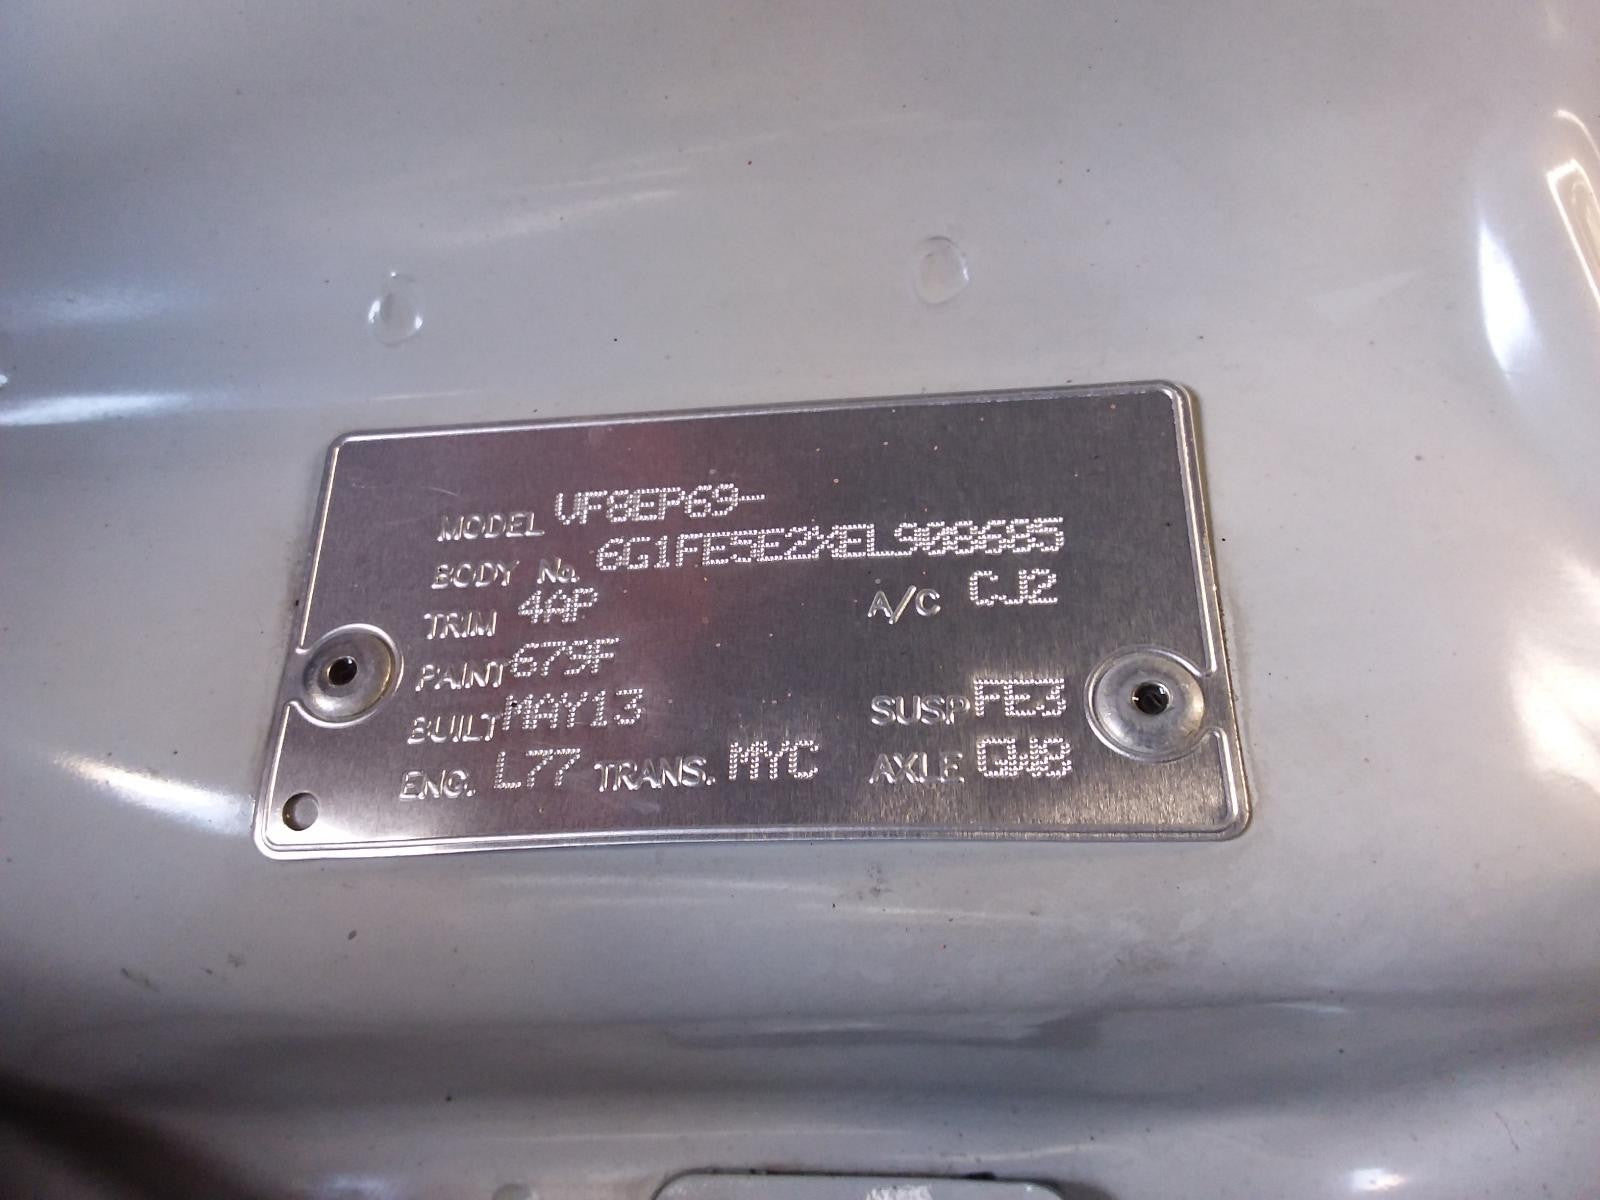 MODEL VF8EP69-
BODY No. 6G1FE5E2XEL908685
TRIM 4AP A/C CJ2
PAINT 679F
BUILT MAY13 SUSP FE3
ENG. L77 TRANS. MYC AXLE